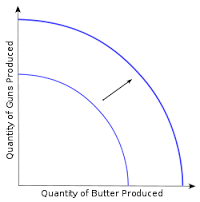 Quantity of Guns Produced
Quantity of Butter Produced